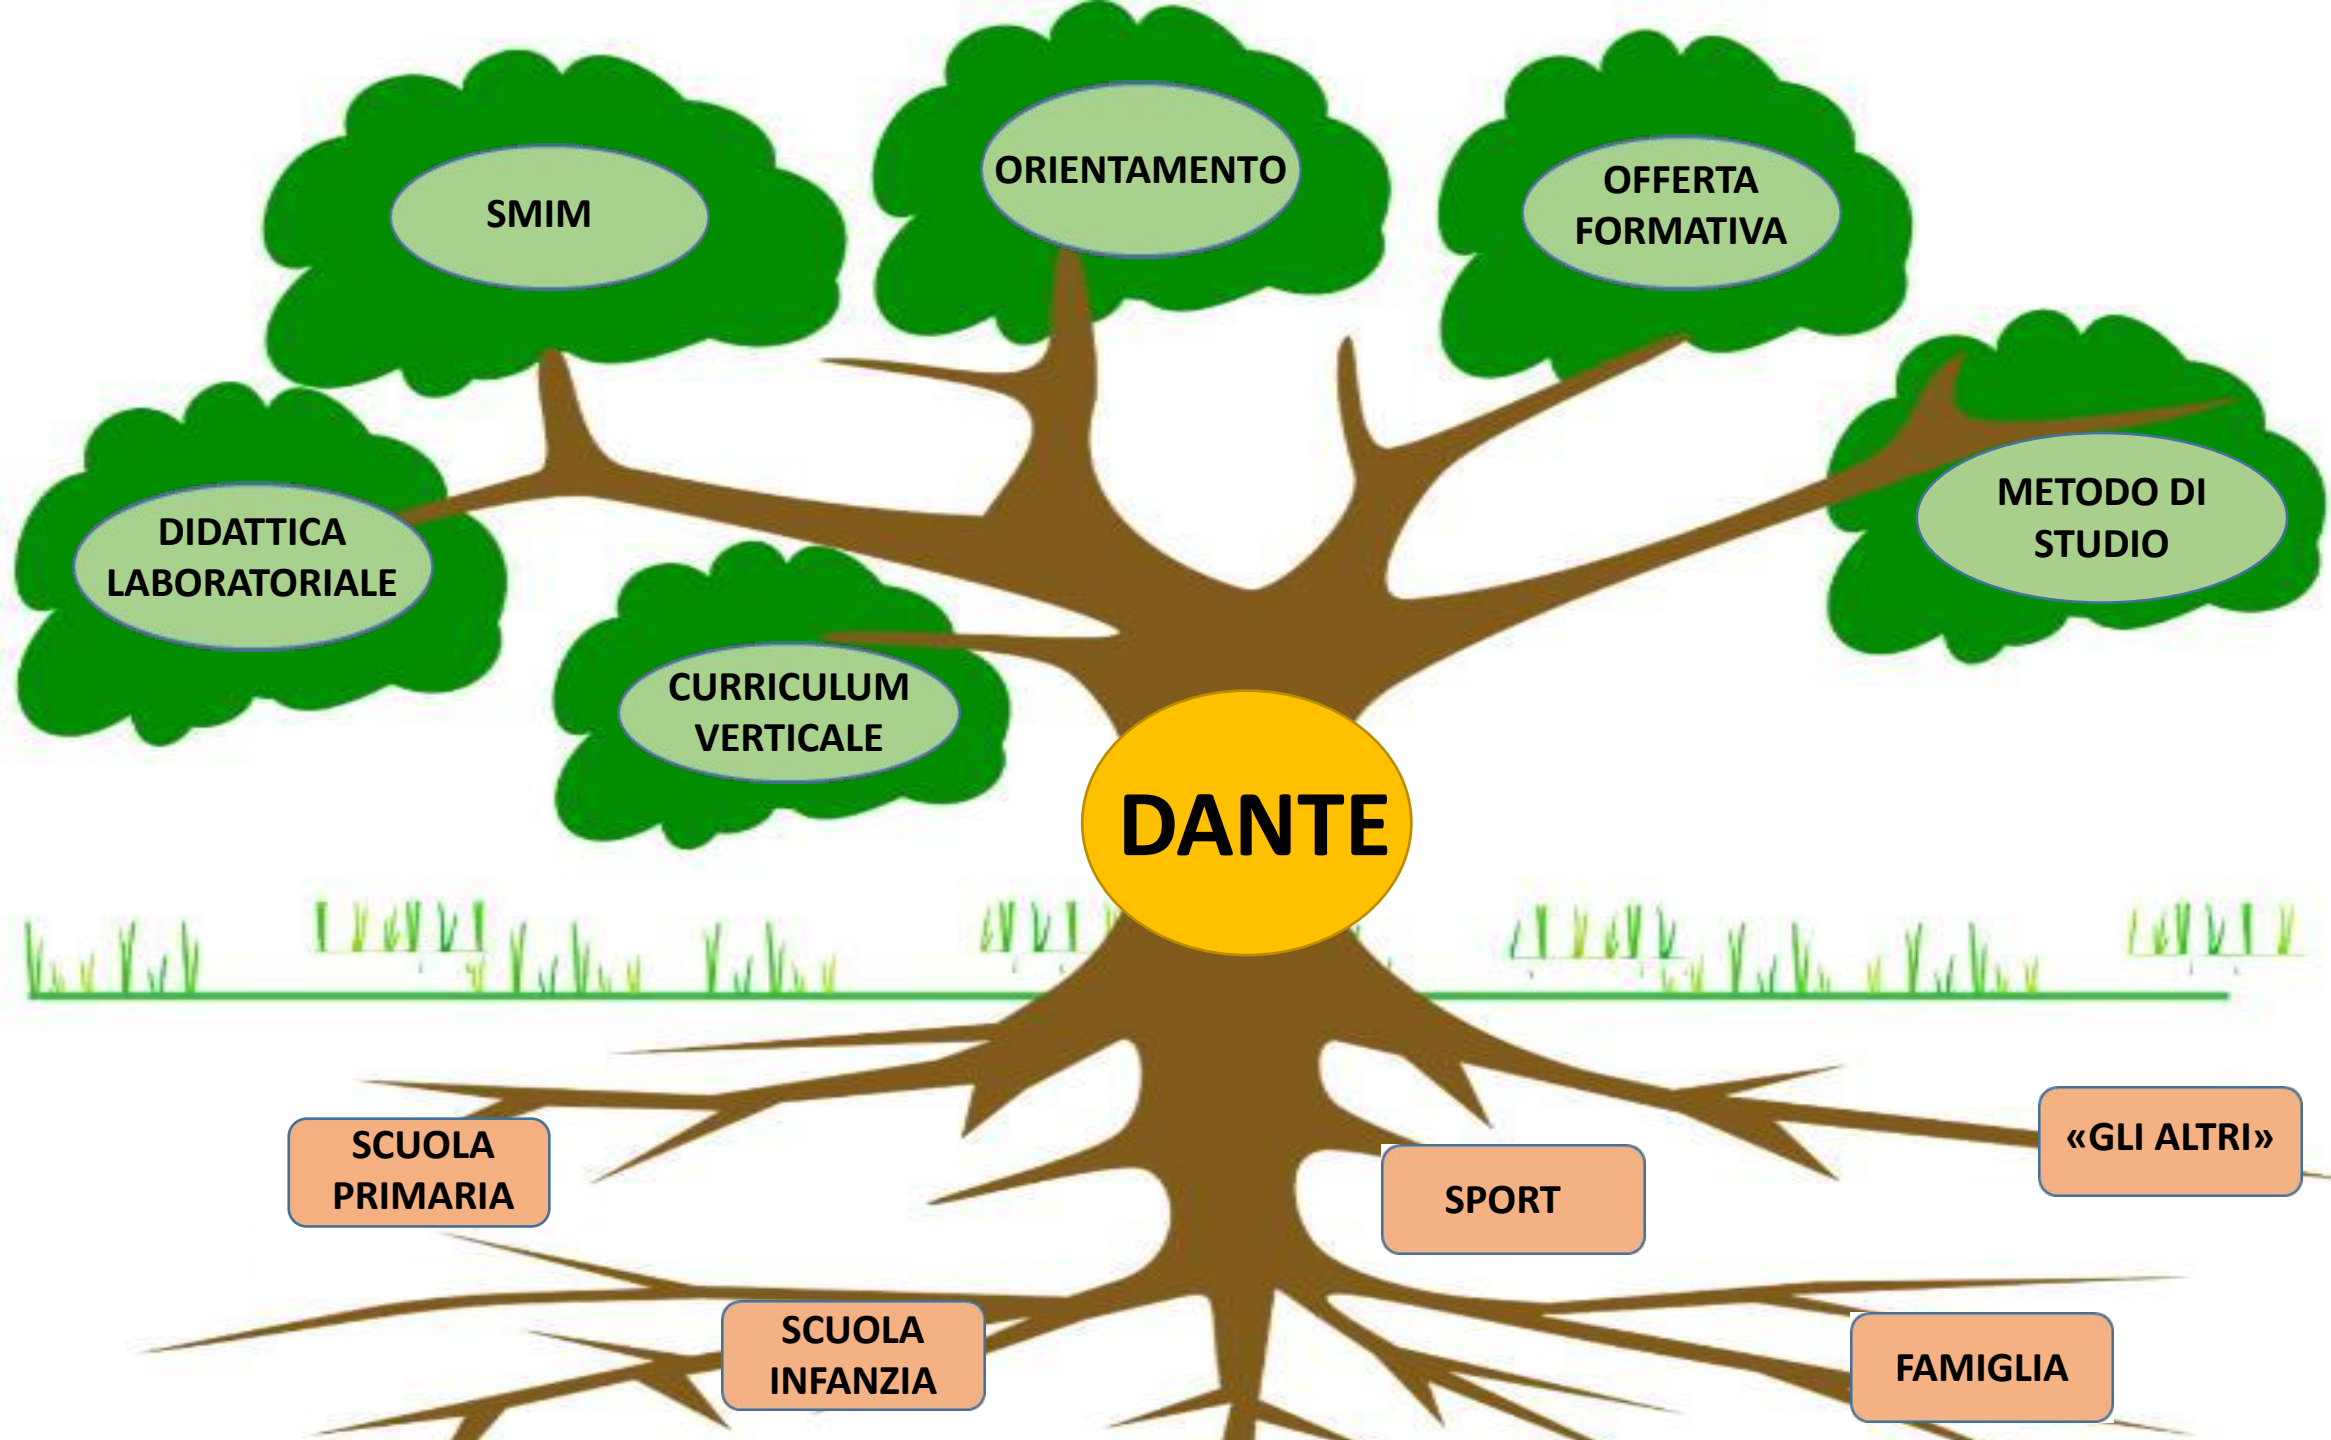 SMIM
ORIENTAMENTO
OFFERTA
FORMATIVA
DIDATTICA
LABORATORIALE
METODO DI
STUDIO
CURRICULUM
VERTICALE
DANTE
SCUOLA
PRIMARIA
SPORT
«GLI ALTRI»
SCUOLA
INFANZIA
FAMIGLIA